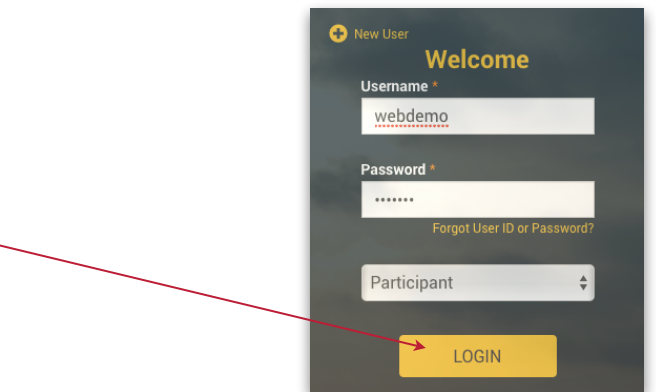 New User
Welcome
Username *
webdemo
Password *
•••••••
Forgot User ID or Password?
Participant
LOGIN